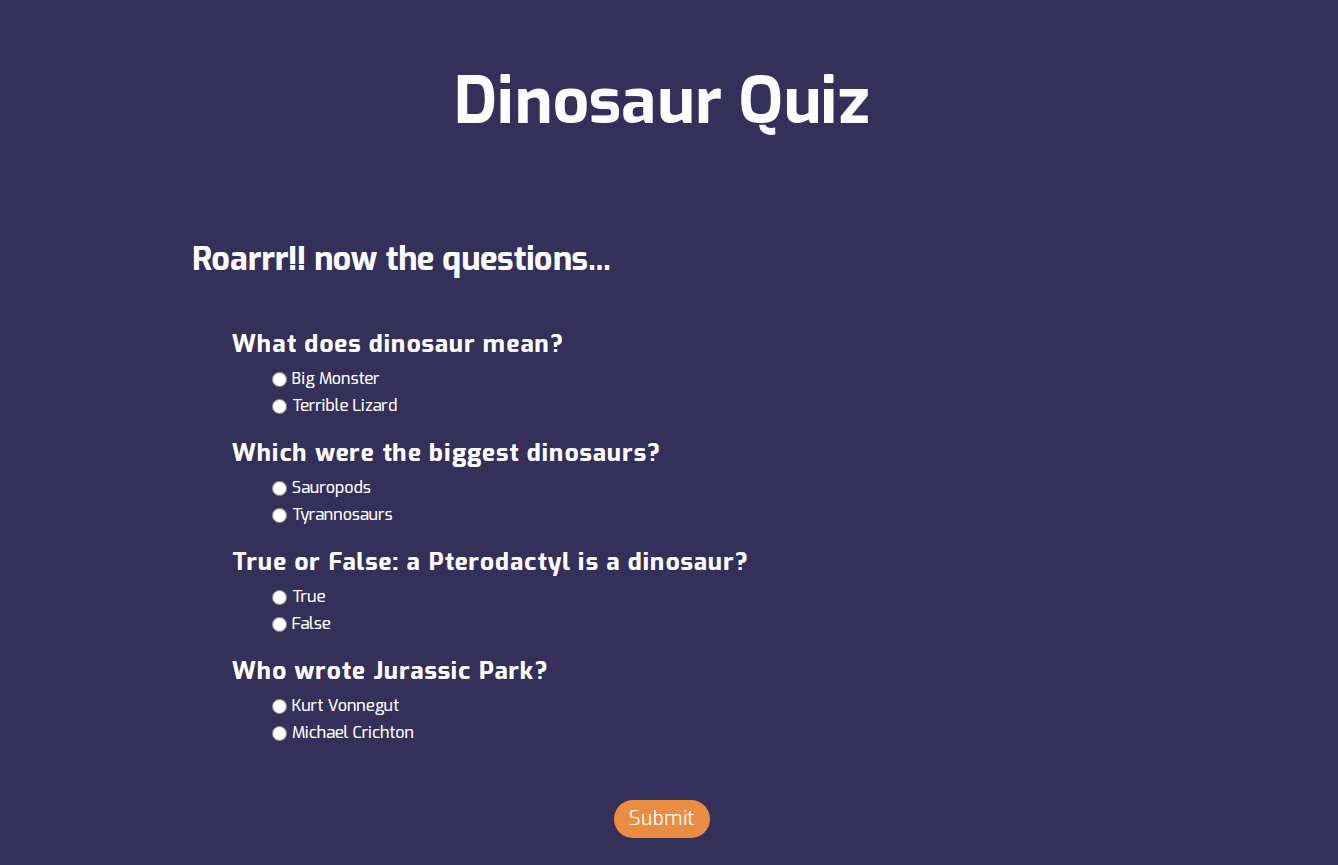 Dinosaur Quiz
Roarrr!! now the questions...
What does dinosaur mean?
Big Monster
Terrible Lizard
Which were the biggest dinosaurs?
Sauropods
Tyrannosaurs
True or False: a Pterodactyl is a dinosaur?
True
False
Who wrote Jurassic Park?
Kurt Vonnegut
Michael Crichton
Submit